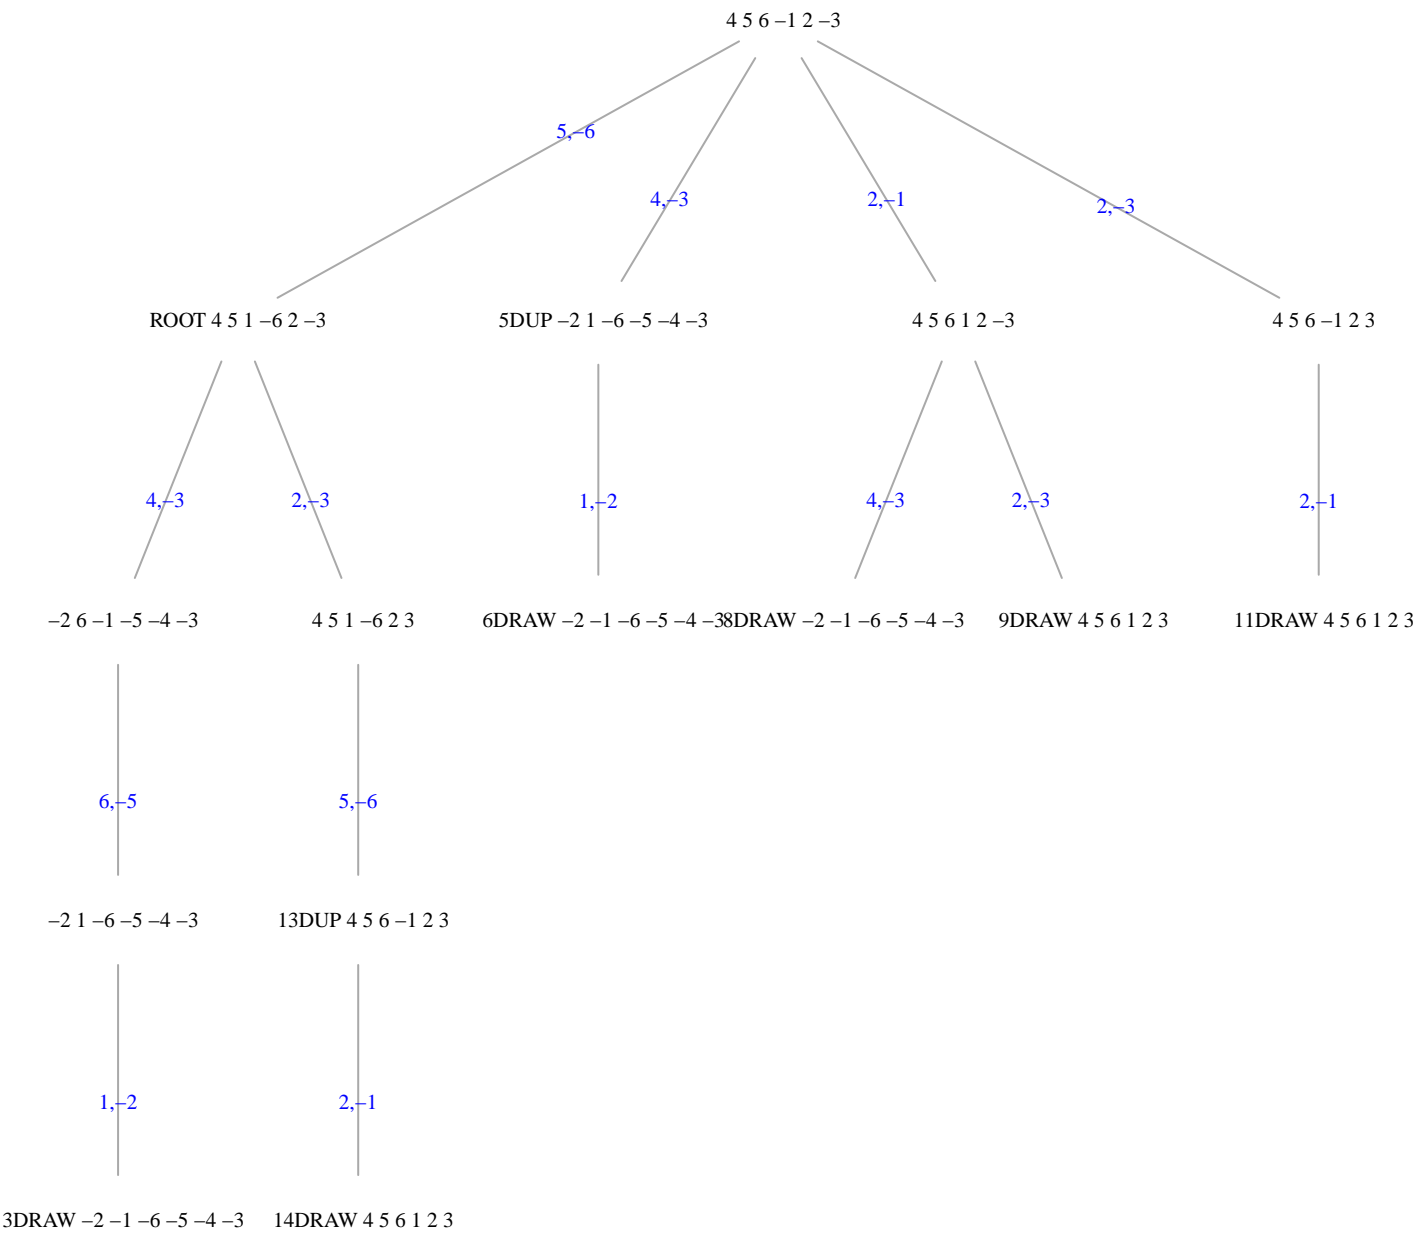 4 5 6 –1 2 –3
5,–6
4,–3
2,–1
2,–3
ROOT 4 5 1 –6 2 –3
5DUP –2 1 –6 –5 –4 –3
4 5 6 1 2 –3
4 5 6 –1 2 3
4,–3
2,–3
1,–2
4,–3
2,–3
2,–1
–2 6 –1 –5 –4 –3
4 5 1 –6 2 3
6DRAW –2 –1 –6 –5 –4 –3
8DRAW –2 –1 –6 –5 –4 –3
9DRAW 4 5 6 1 2 3
11DRAW 4 5 6 1 2 3
6,–5
5,–6
–2 1 –6 –5 –4 –3
13DUP 4 5 6 –1 2 3
1,–2
2,–1
3DRAW –2 –1 –6 –5 –4 –3
14DRAW 4 5 6 1 2 3